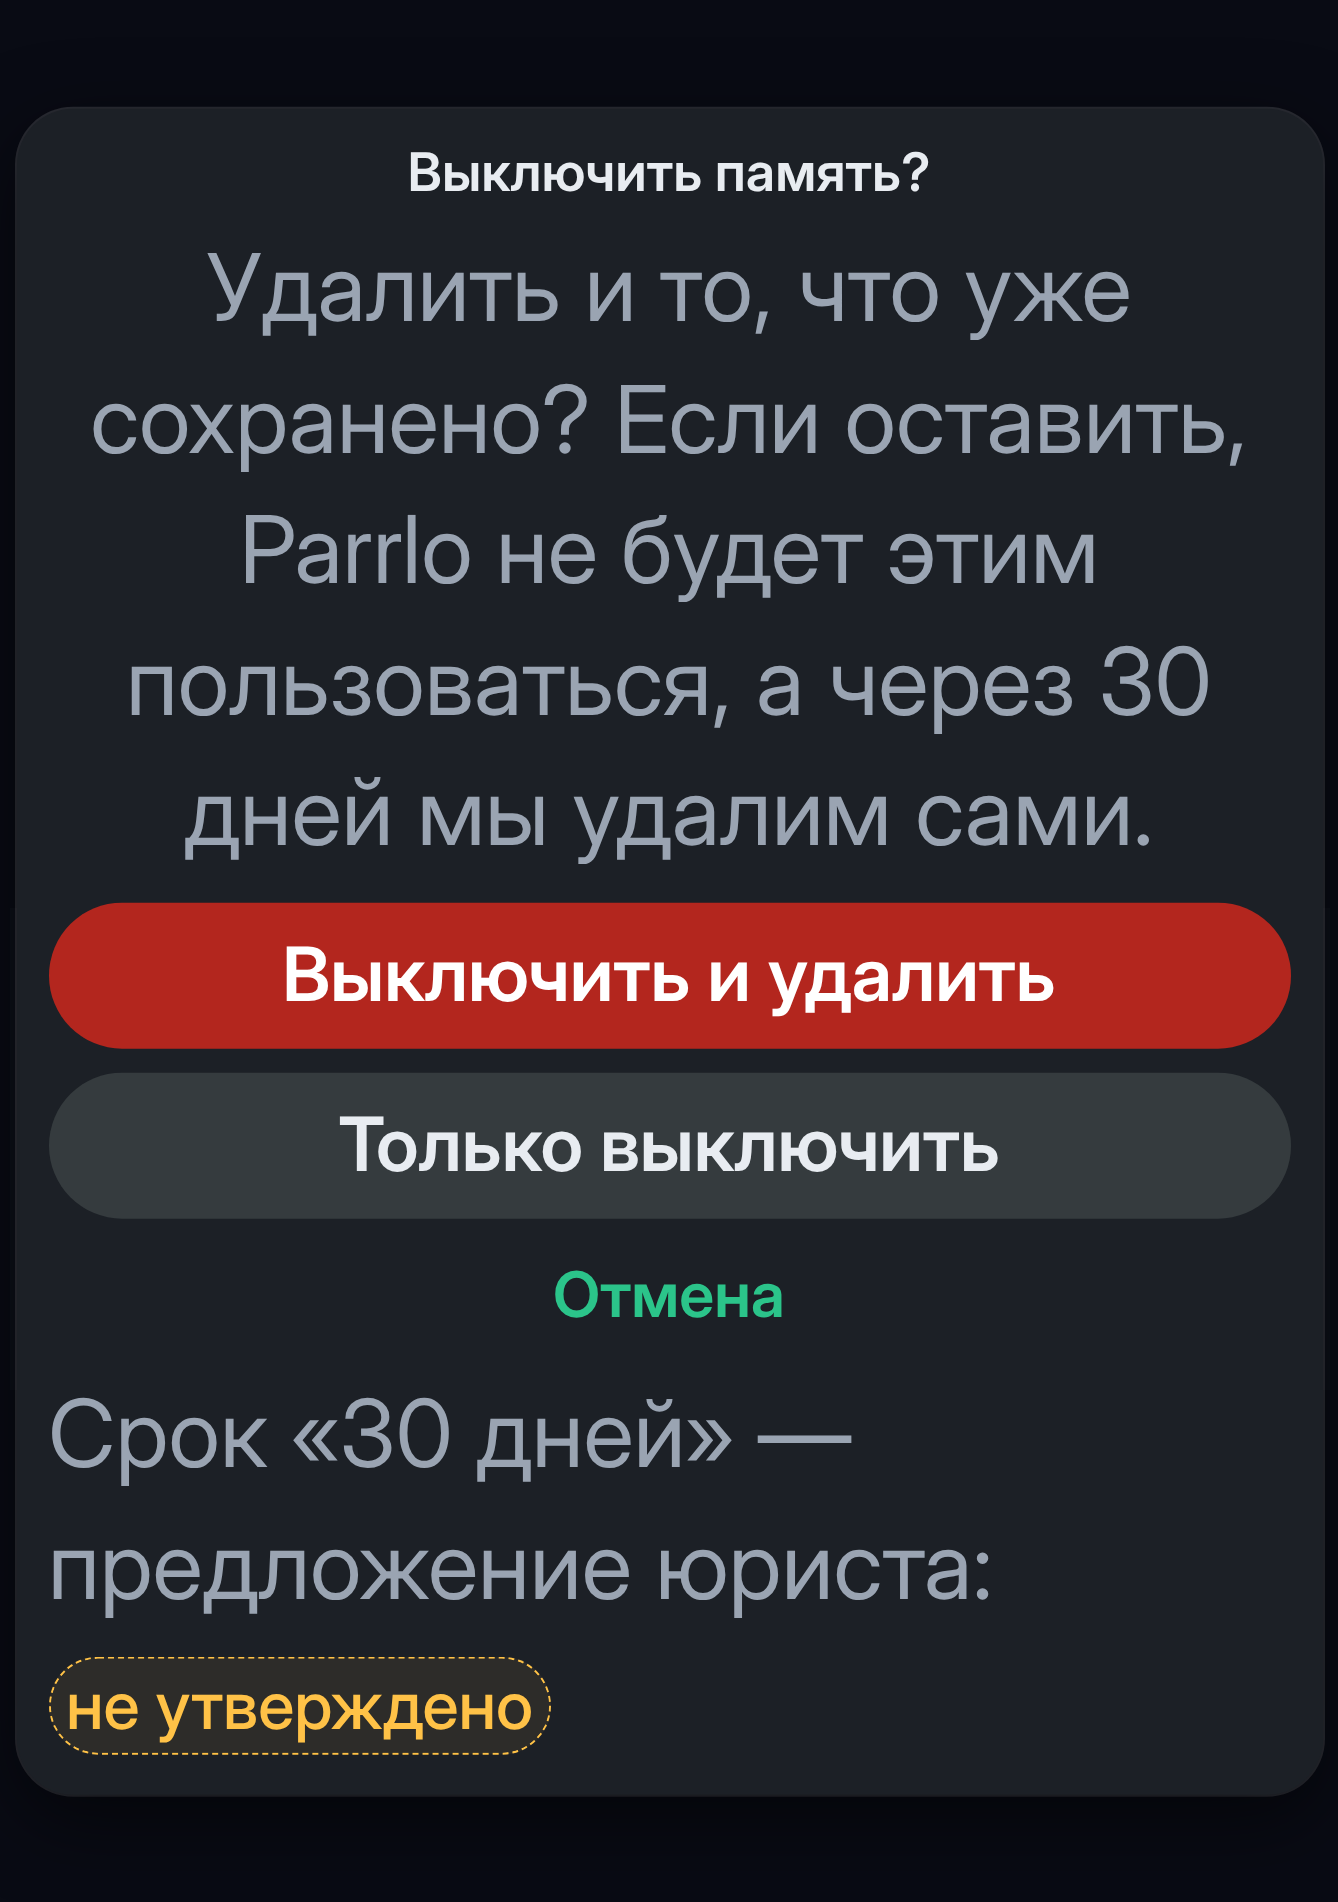 Выключить память?
Удалить и то, что уже
сохранено? Если оставить,
Parrlo не будет этим
пользоваться, а через 30
дней мы удалим сами.
Выключить и удалить
Только выключить
Отмена
Срок «30 дней» —
предложение юриста:
не утверждено